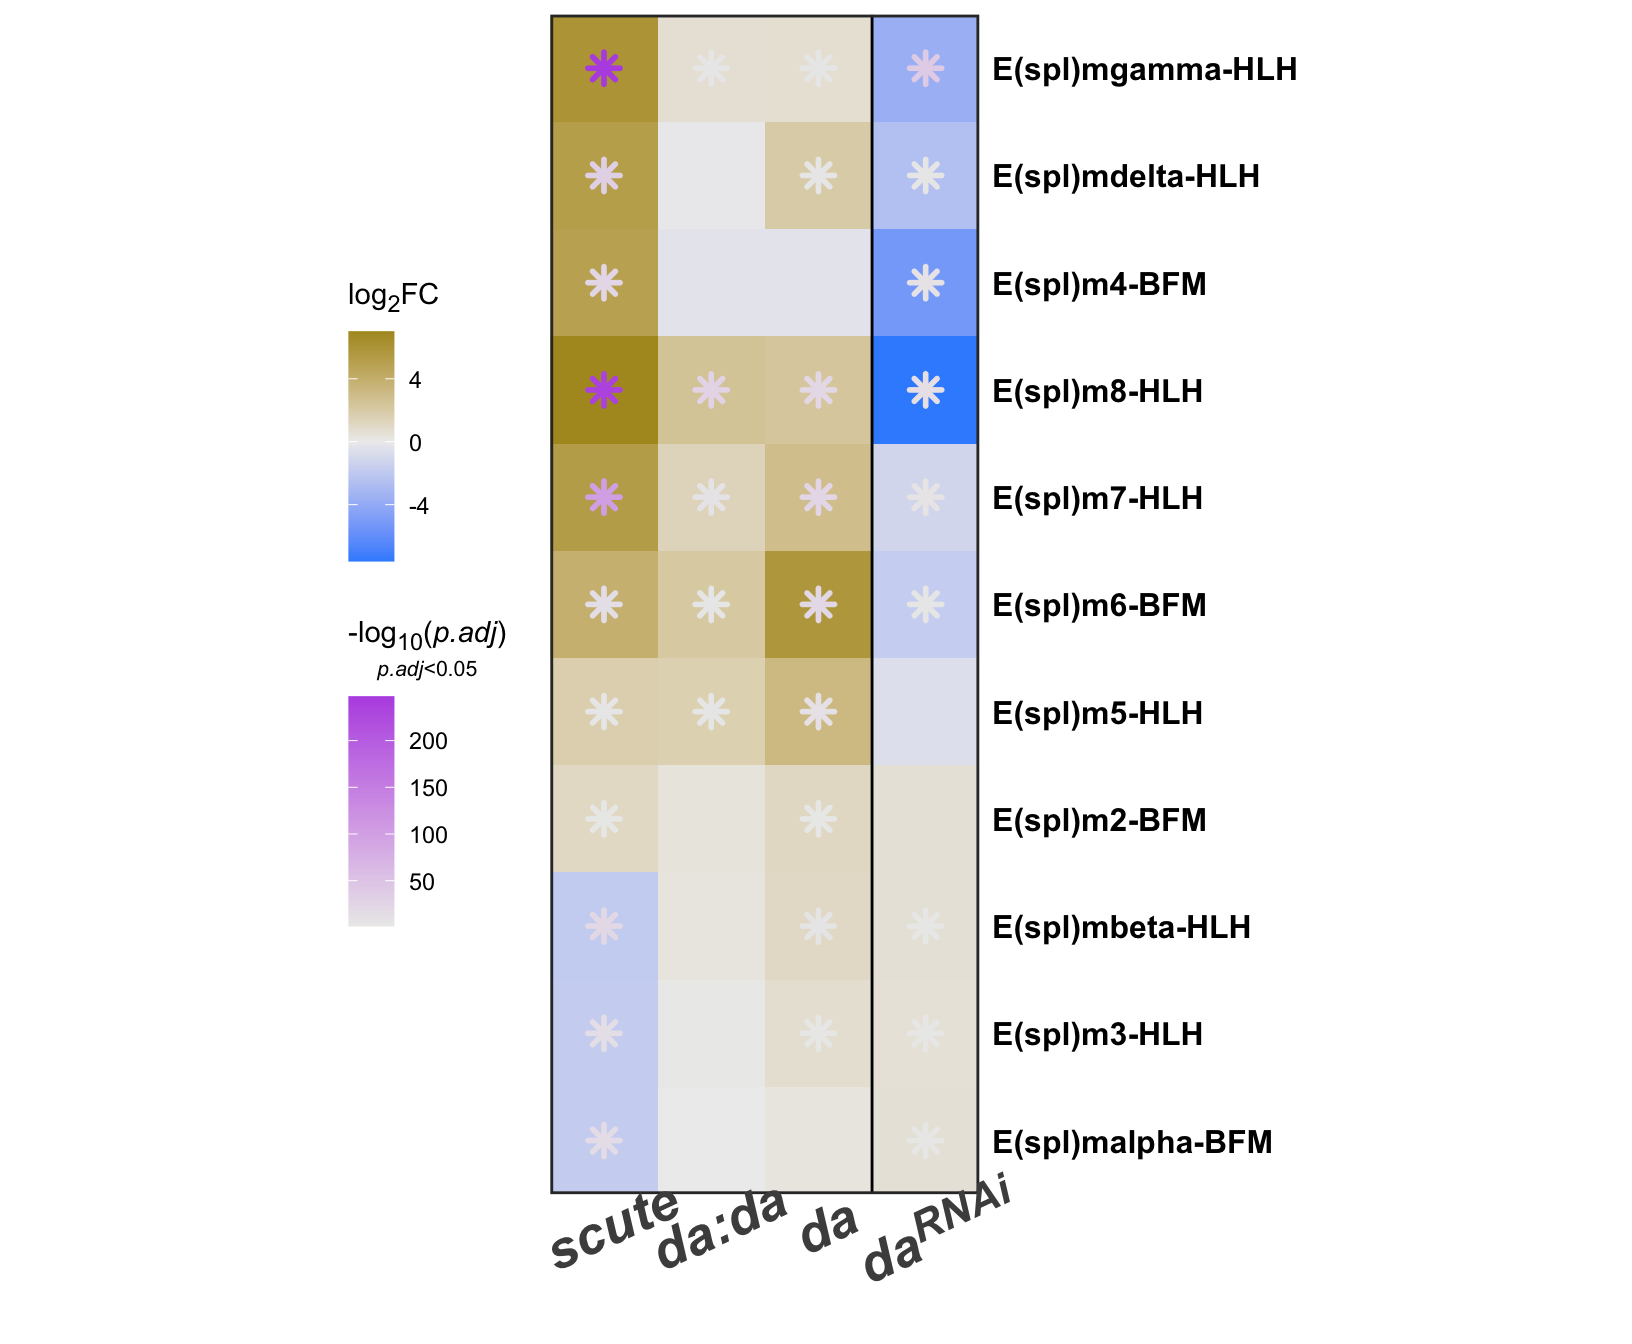 E(spl)mgamma-HLH
E(spl)mdelta-HLH
E(spl)m4-BFM
E(spl)m8-HLH
E(spl)m7-HLH
E(spl)m6-BFM
E(spl)m5-HLH
E(spl)m2-BFM
E(spl)mbeta-HLH
E(spl)m3-HLH
E(spl)malpha-BFM
log2FC
4
0
-4
-log10(p.adj)
p.adj<0.05
200
150
100
50
scute
da:da
da
daRNAi